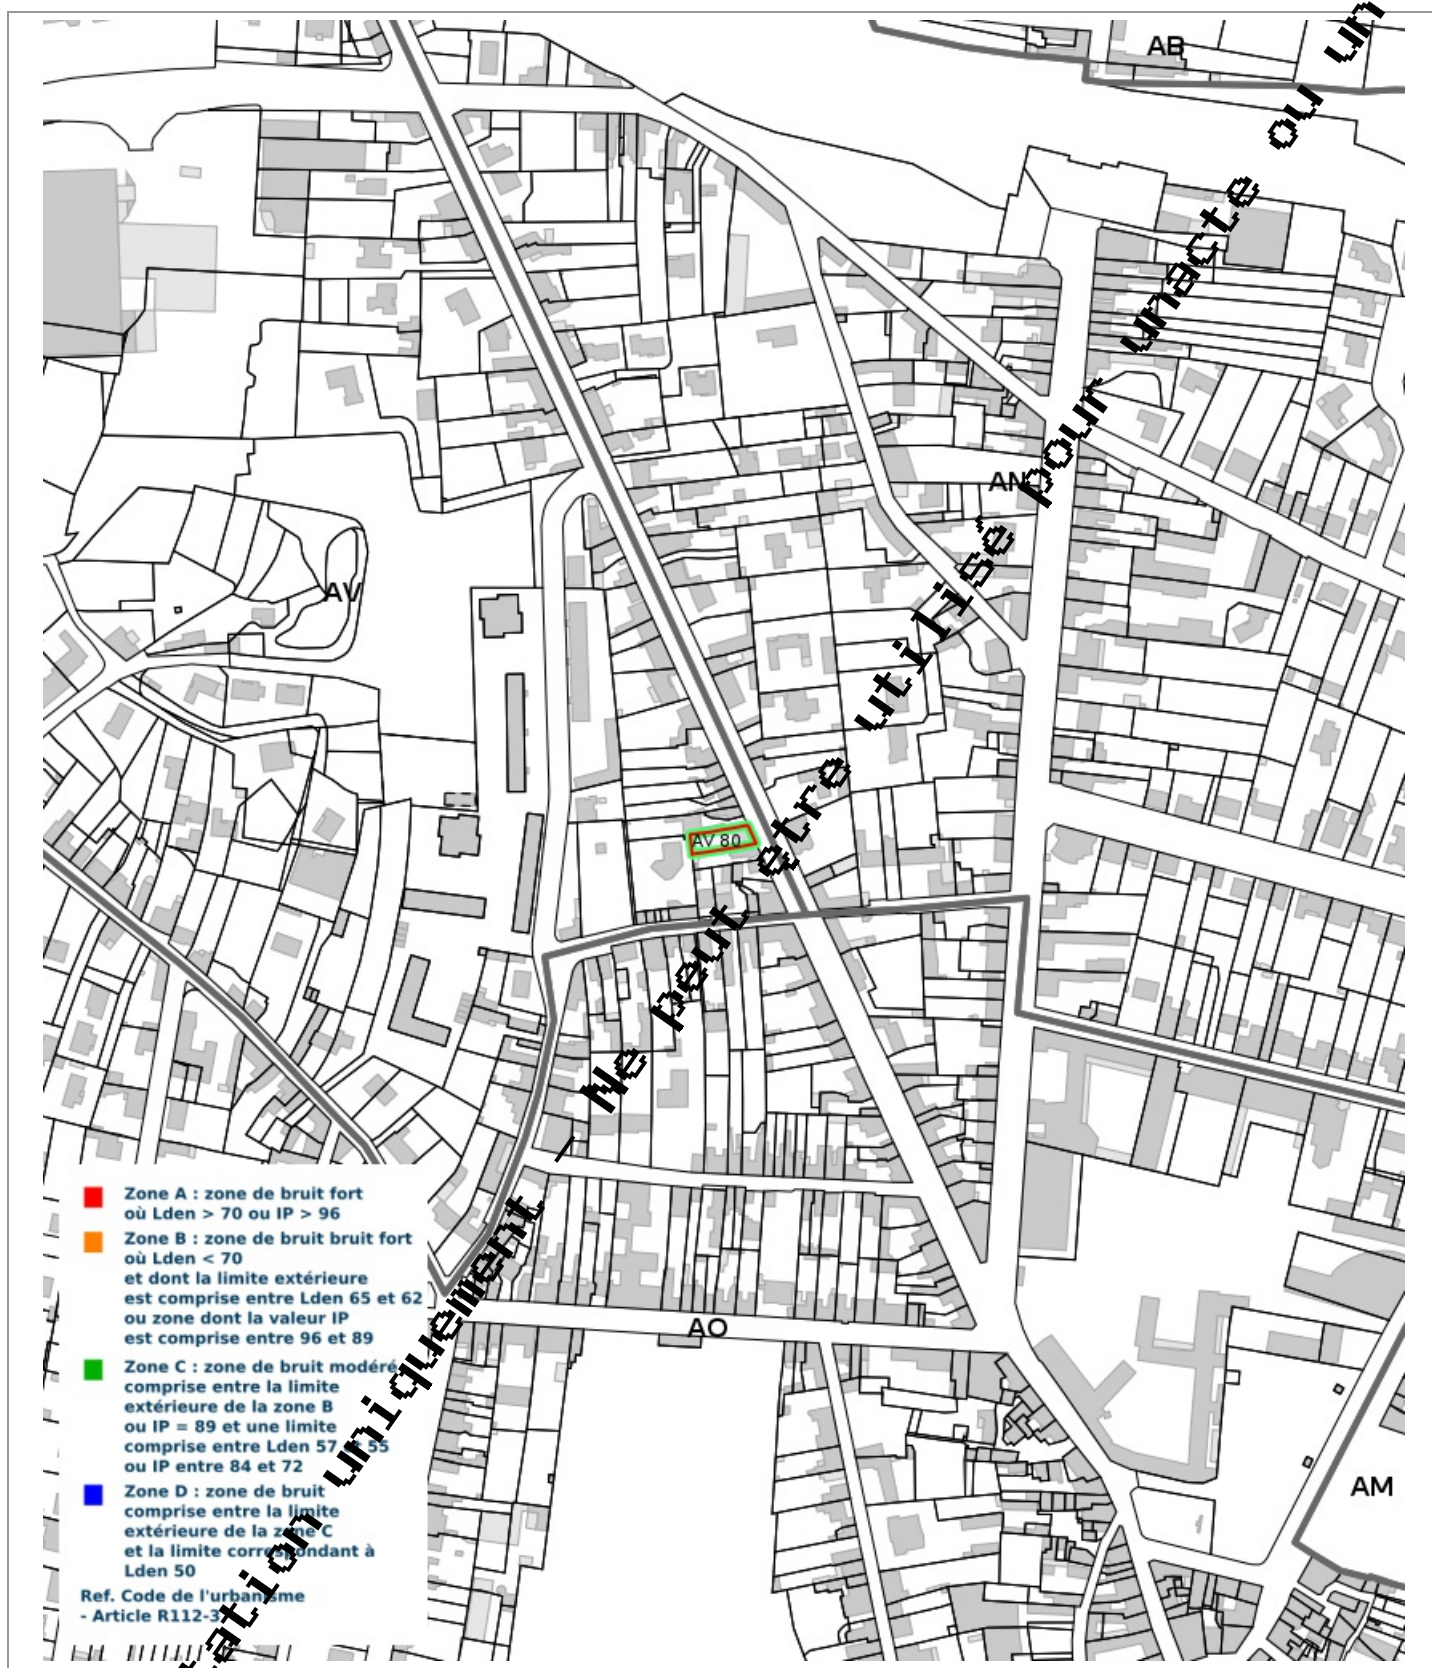 AB
AN
AV
AV 80
AO
AM
Zone A : zone de bruit fort
où Lden > 70 ou IP > 96
Zone B : zone de bruit bruit fort
où Lden < 70
et dont la limite extérieure
est comprise entre Lden 65 et 62
ou zone dont la valeur IP
est comprise entre 96 et 89
Zone C : zone de bruit modéré
comprise entre la limite
extérieure de la zone B
ou IP = 89 et une limite
comprise entre Lden 57 et 55
ou IP entre 84 et 72
Zone D : zone de bruit
comprise entre la limite
extérieure de la zone C
et la limite correspondant à
Lden 50
Ref. Code de l'urbanisme
- Article R112-3
uniquement / Ne peut être utilisé pour un acte ou un